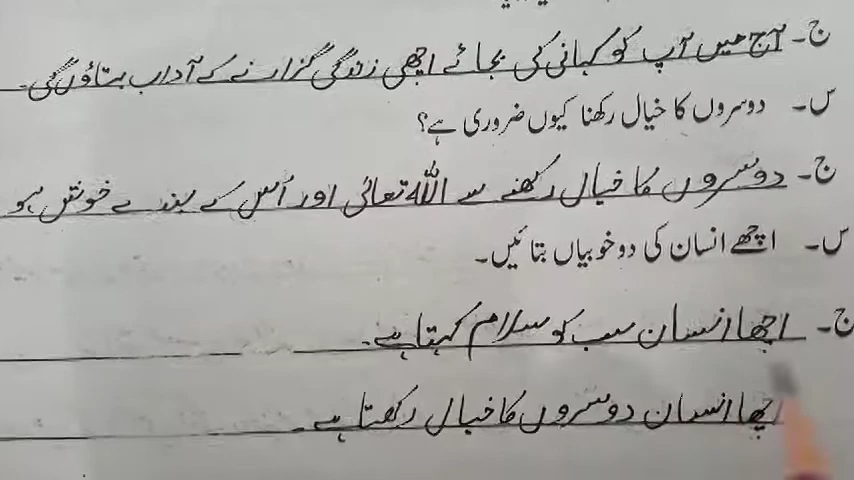 ج۔ آج میں آپ کو کہانی کی بجائے اچھی زندگی گزارنے کے آداب بتاؤں گی۔
س۔ دوسروں کا خیال رکھنا کیوں ضروری ہے؟
ج۔ دوسروں کا خیال رکھنے سے اللہ تعالیٰ اور اُس کے بندے خوش ہو
س۔ اچھے انسان کی دو خوبیاں بتائیں۔
ج۔ اچھا انسان سب کو سلام کہتا ہے۔
اچھا انسان دوسروں کا خیال رکھتا ہے۔